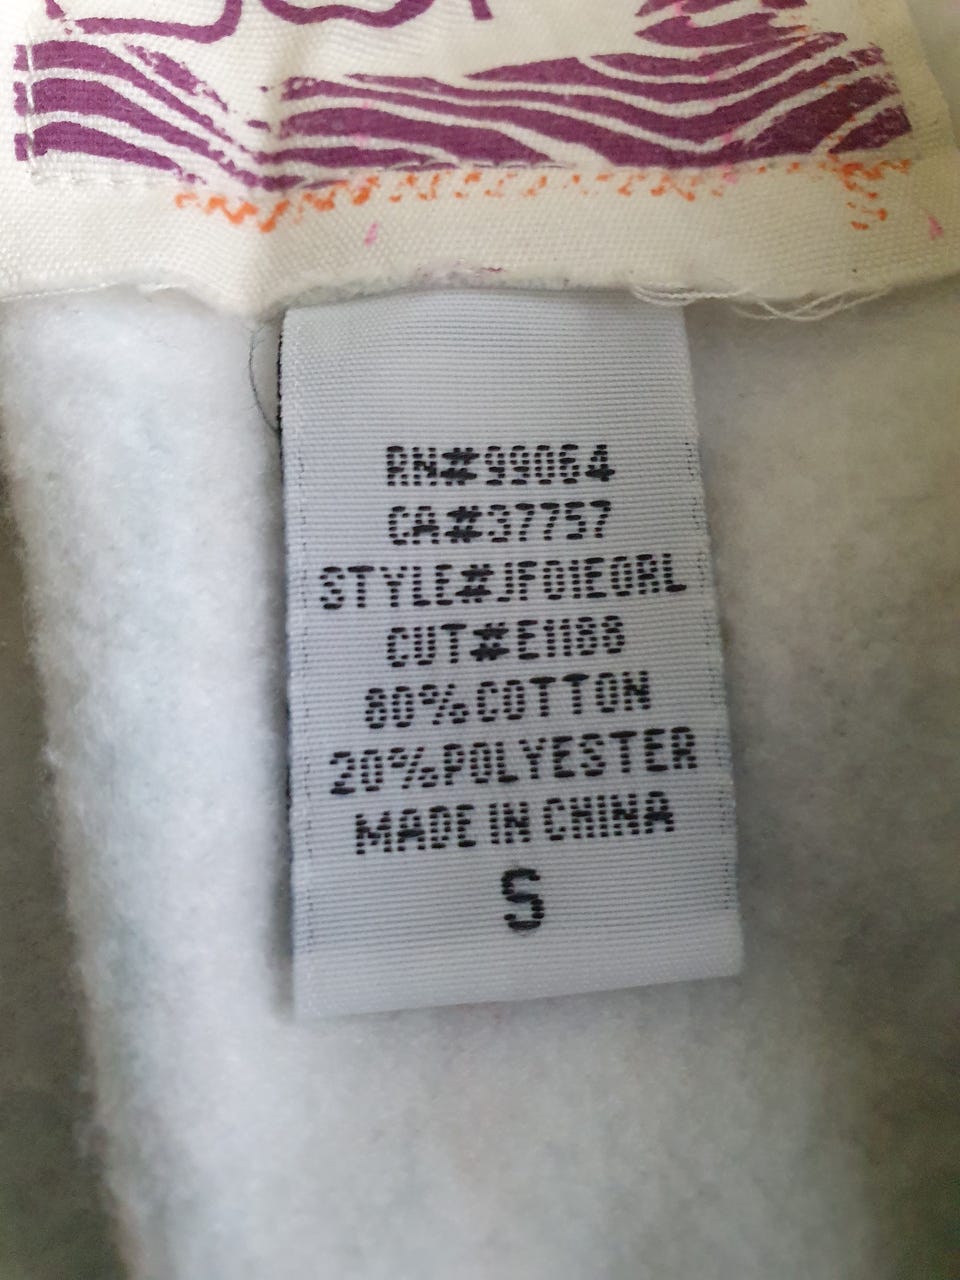 RN#99064
CA#37757
STYLE#JF01E0RL
CUT#E1188
80%COTTON
20%POLYESTER
MADE IN CHINA
S